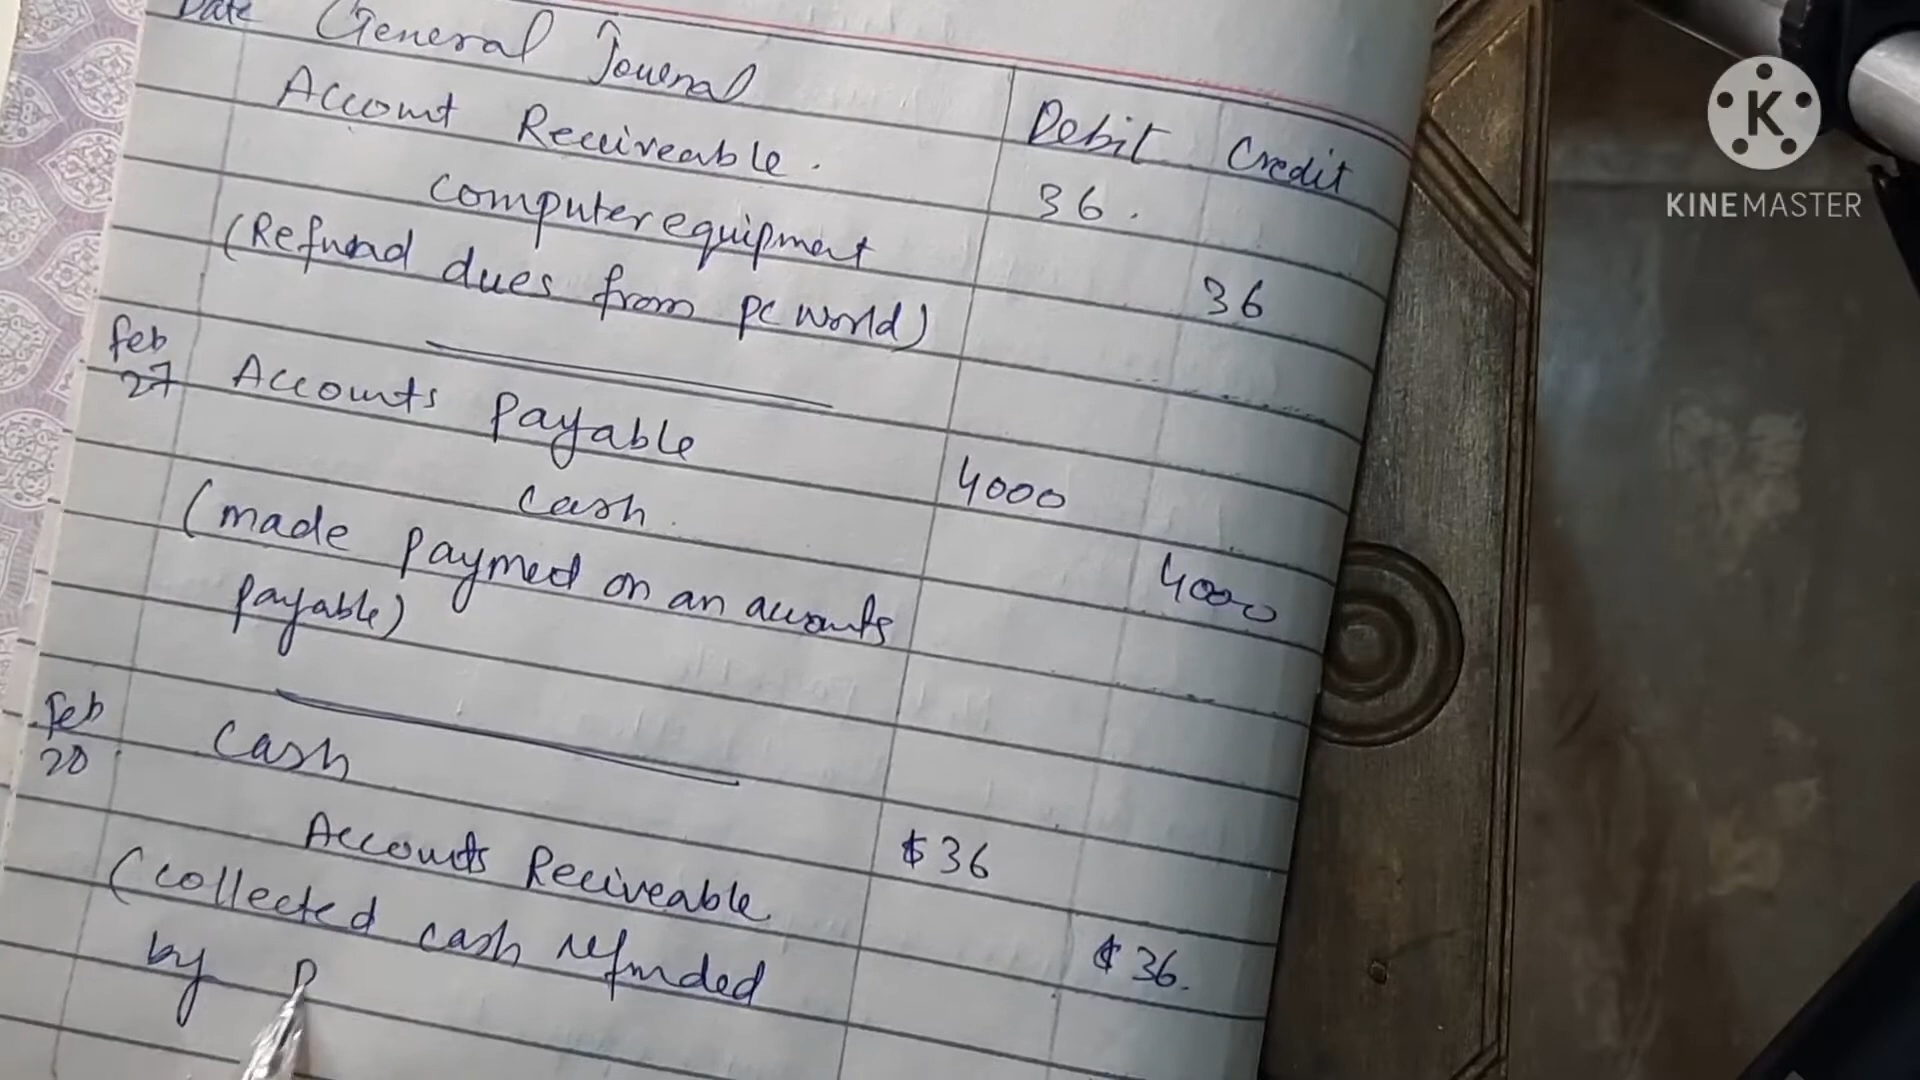 Date General Journal Debit Credit
Account Receiveable. 36.
computer equipment 36
(Refund dues from pc world)
feb
27 Accounts payable 4000
cash. 4000
(made payment on an accounts
payable)
feb
20 Cash $36
Accounts Reciveable. $36.
(collected cash refunded
by P
K
KINEMASTER